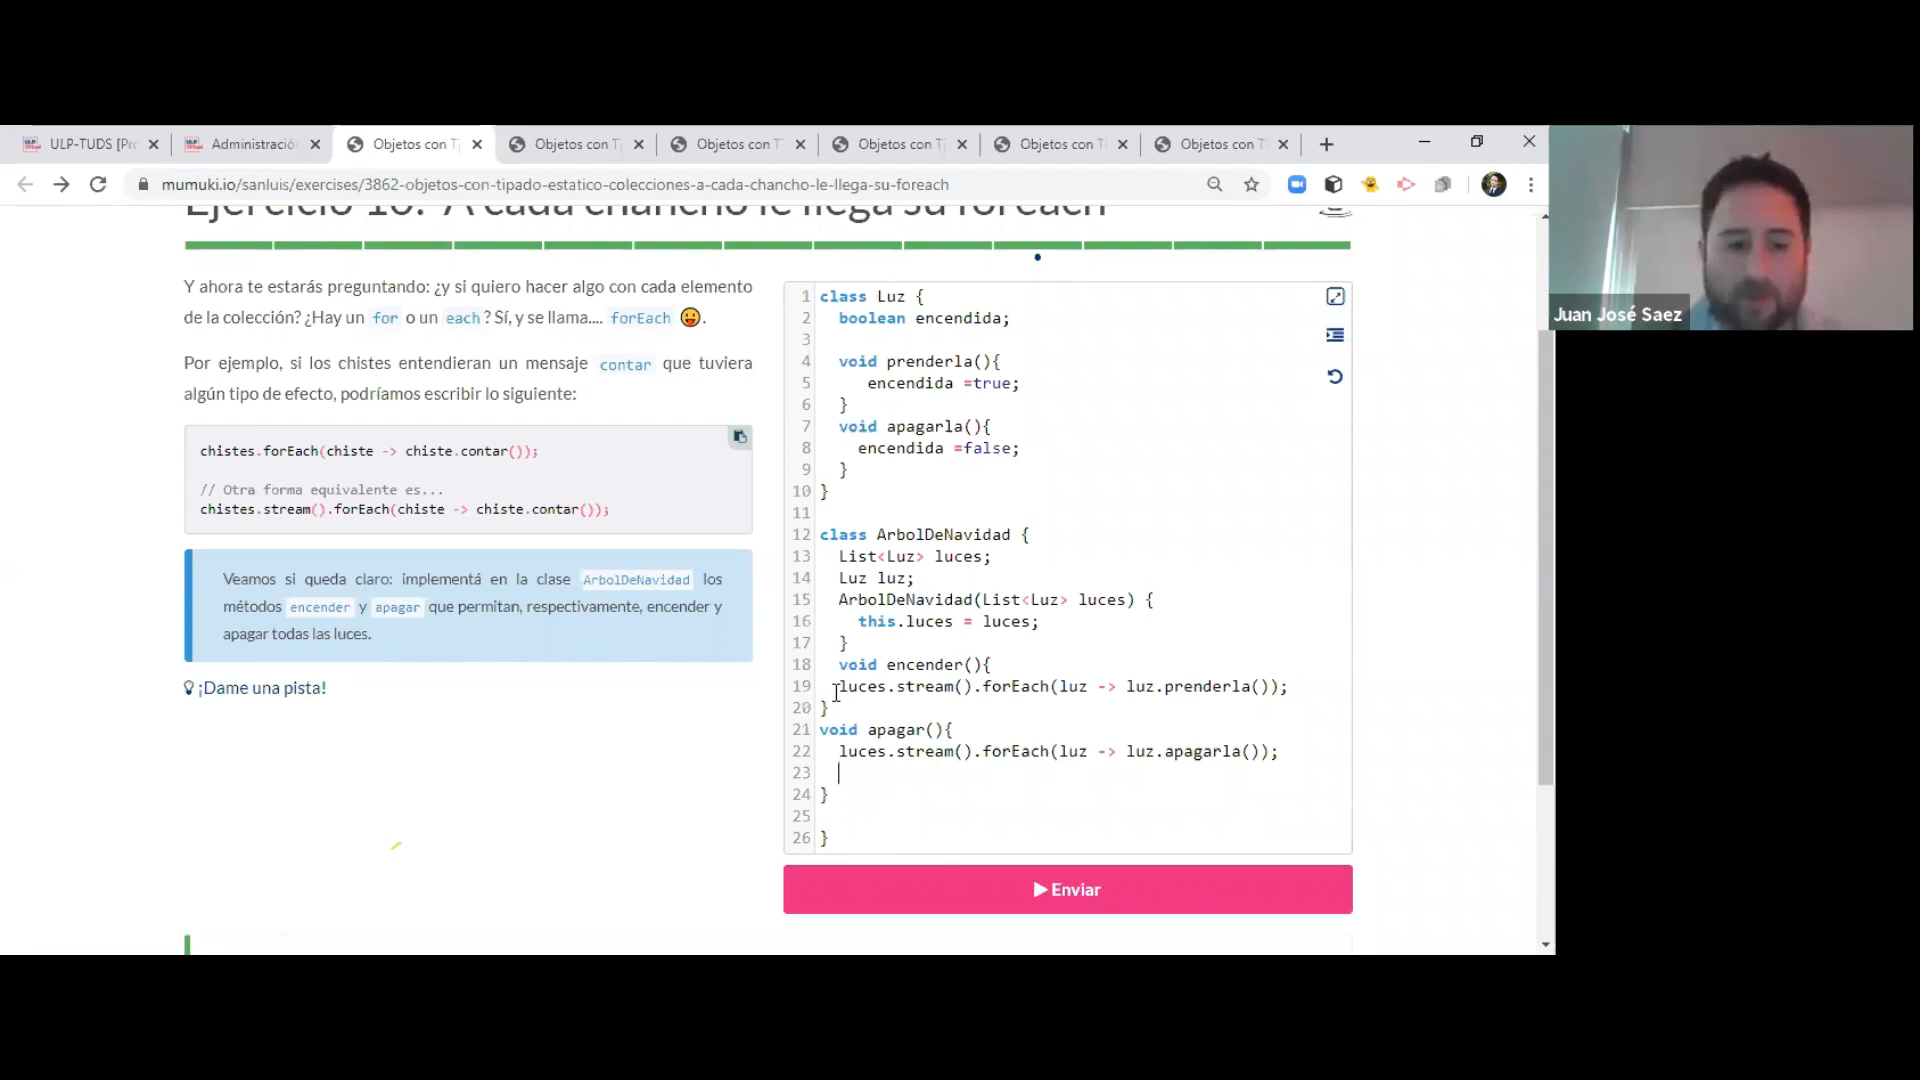 ULP-TUDS [Pr
Administració
Objetos con T
Objetos con T
Objetos con T
Objetos con T
Objetos con T
Objetos con T
mumuki.io/sanluis/exercises/3862-objetos-con-tipado-estatico-colecciones-a-cada-chancho-le-llega-su-foreach
Juan José Saez
Ejercicio 10: A cada chancho le llega su foreach
Y ahora te estarás preguntando: ¿y si quiero hacer algo con cada elemento
de la colección? ¿Hay un for o un each? Sí, y se llama.... forEach 😛.
Por ejemplo, si los chistes entendieran un mensaje contar que tuviera
algún tipo de efecto, podríamos escribir lo siguiente:
chistes.forEach(chiste -> chiste.contar());
// Otra forma equivalente es...
chistes.stream().forEach(chiste -> chiste.contar());
Veamos si queda claro: implementá en la clase ArbolDeNavidad los
métodos encender y apagar que permitan, respectivamente, encender y
apagar todas las luces.
¡Dame una pista!
1 class Luz {
2 boolean encendida;
3
4 void prenderla(){
5 encendida =true;
6 }
7 void apagarla(){
8 encendida =false;
9 }
10 }
11
12 class ArbolDeNavidad {
13 List<Luz> luces;
14 Luz luz;
15 ArbolDeNavidad(List<Luz> luces) {
16 this.luces = luces;
17 }
18 void encender(){
19 luces.stream().forEach(luz -> luz.prenderla());
20 }
21 void apagar(){
22 luces.stream().forEach(luz -> luz.apagarla());
23
24 }
25
26 }
Enviar